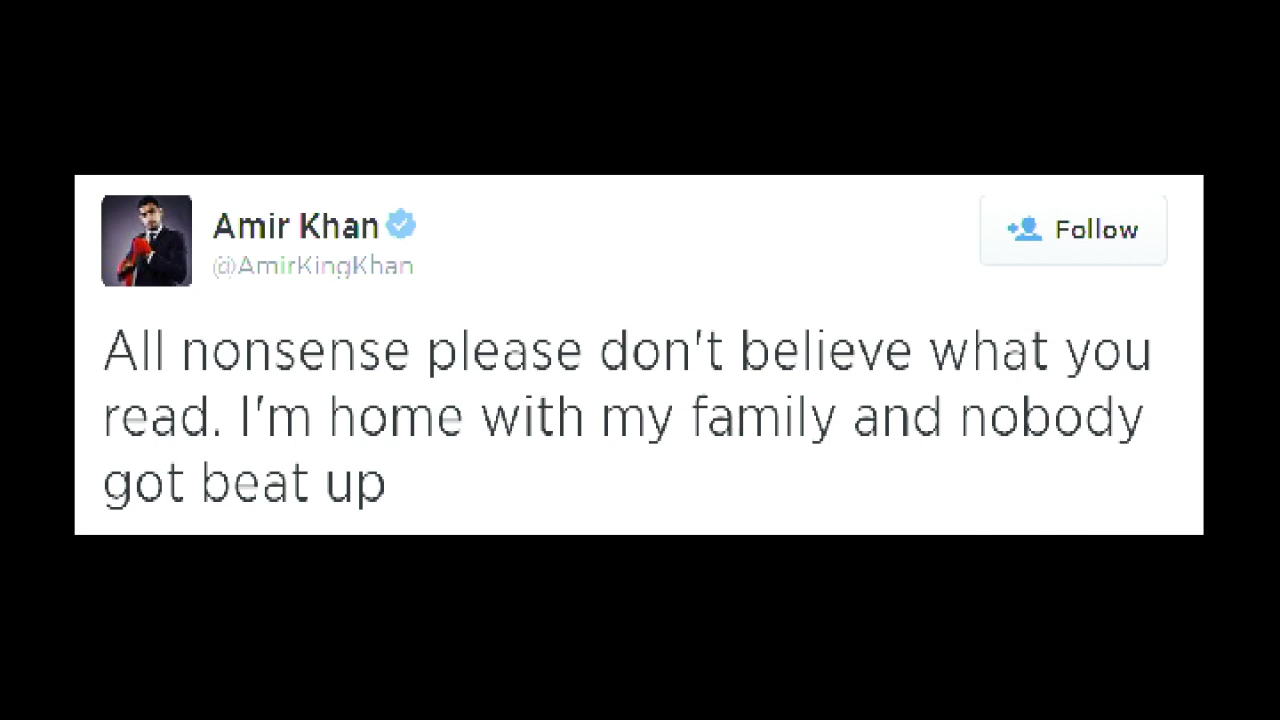 Amir Khan
@AmirKingKhan
Follow
All nonsense please don't believe what you
read. I'm home with my family and nobody
got beat up